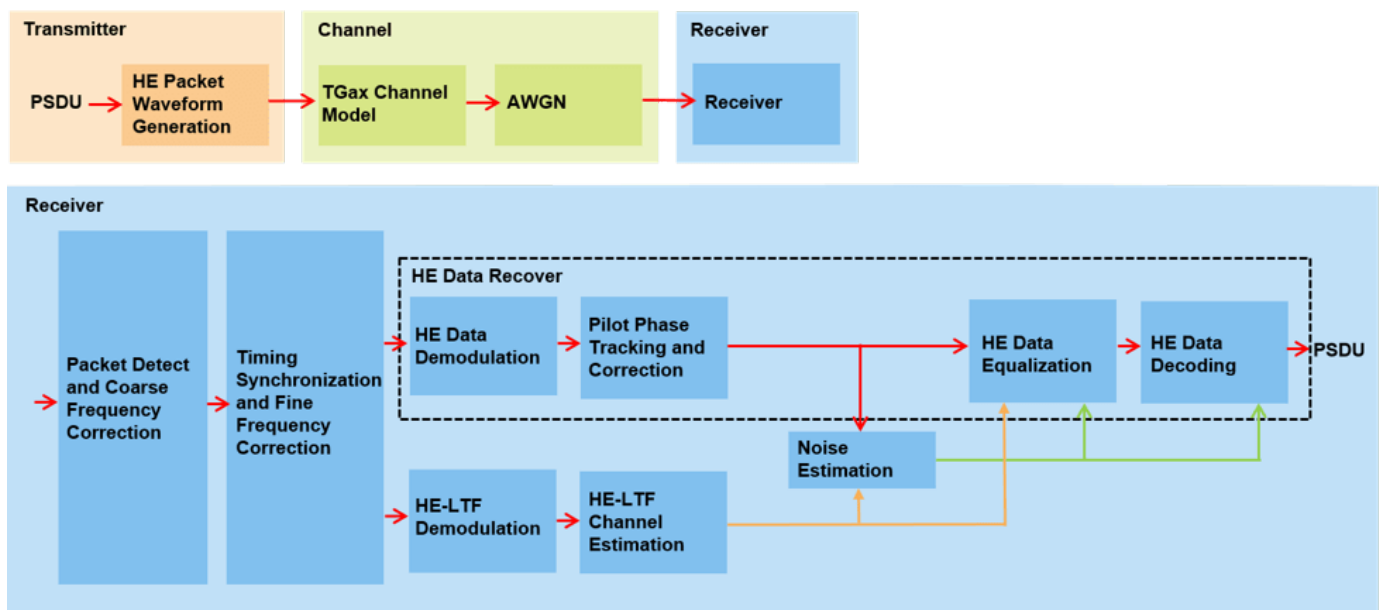 Transmitter
PSDU
HE Packet
Waveform
Generation
Channel
TGax Channel
Model
AWGN
Receiver
Receiver
Receiver
Packet Detect
and Coarse
Frequency
Correction
Timing
Synchronization
and Fine
Frequency
Correction
HE Data Recover
HE Data
Demodulation
Pilot Phase
Tracking and
Correction
HE Data
Equalization
HE Data
Decoding
PSDU
Noise
Estimation
HE-LTF
Demodulation
HE-LTF
Channel
Estimation